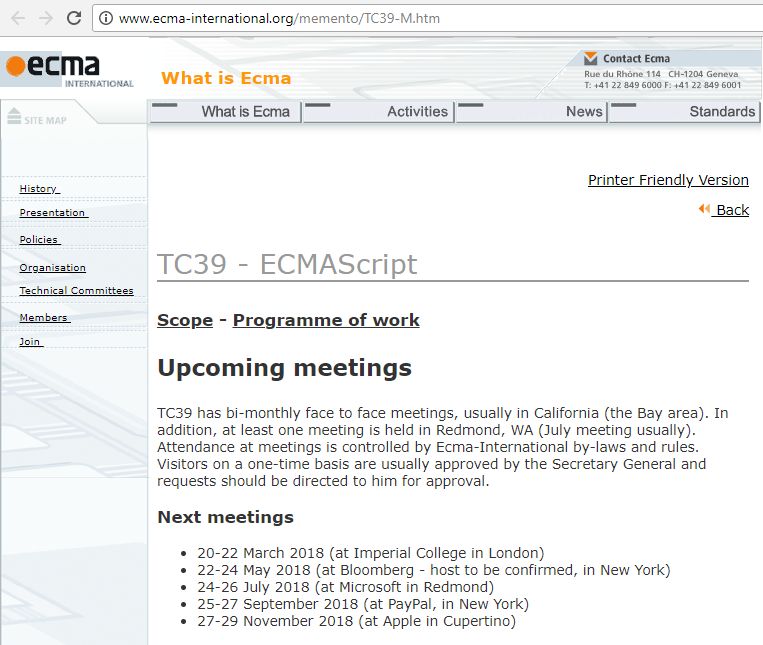 www.ecma-international.org/memento/TC39-M.htm
ecma
INTERNATIONAL
What is Ecma
Contact Ecma
Rue du Rhône 114 CH-1204 Geneva
T: +41 22 849 6000 F: +41 22 849 6001
SITE MAP
What is Ecma
Activities
News
Standards
History
Presentation
Policies
Organisation
Technical Committees
Members
Join
Printer Friendly Version
Back
TC39 - ECMAScript
Scope - Programme of work
Upcoming meetings
TC39 has bi-monthly face to face meetings, usually in California (the Bay area). In
addition, at least one meeting is held in Redmond, WA (July meeting usually).
Attendance at meetings is controlled by Ecma-International by-laws and rules.
Visitors on a one-time basis are usually approved by the Secretary General and
requests should be directed to him for approval.
Next meetings
• 20-22 March 2018 (at Imperial College in London)
• 22-24 May 2018 (at Bloomberg - host to be confirmed, in New York)
• 24-26 July 2018 (at Microsoft in Redmond)
• 25-27 September 2018 (at PayPal, in New York)
• 27-29 November 2018 (at Apple in Cupertino)